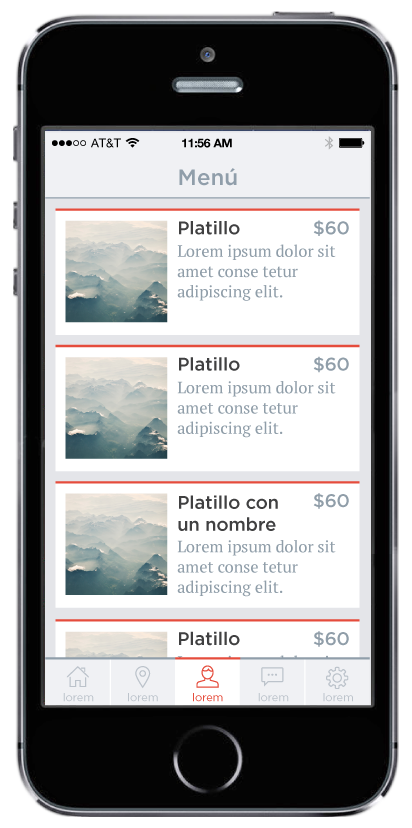 AT&T 11:56 AM
Menú
Platillo $60
Lorem ipsum dolor sit
amet conse tetur
adipiscing elit.
Platillo $60
Lorem ipsum dolor sit
amet conse tetur
adipiscing elit.
Platillo con $60
un nombre
Lorem ipsum dolor sit
amet conse tetur
adipiscing elit.
Platillo $60
lorem lorem lorem lorem lorem